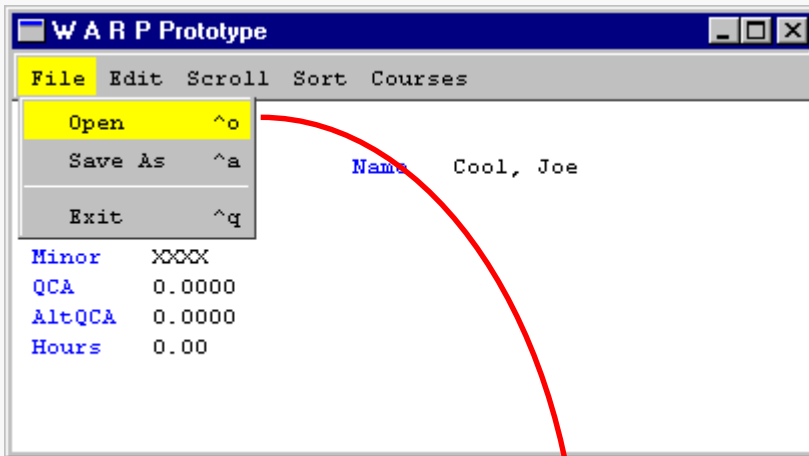 W A R P Prototype
File Edit Scroll Sort Courses
Open ^o
Save As ^a
Name Cool, Joe
Exit ^q
Minor XXXX
QCA 0.0000
AltQCA 0.0000
Hours 0.00